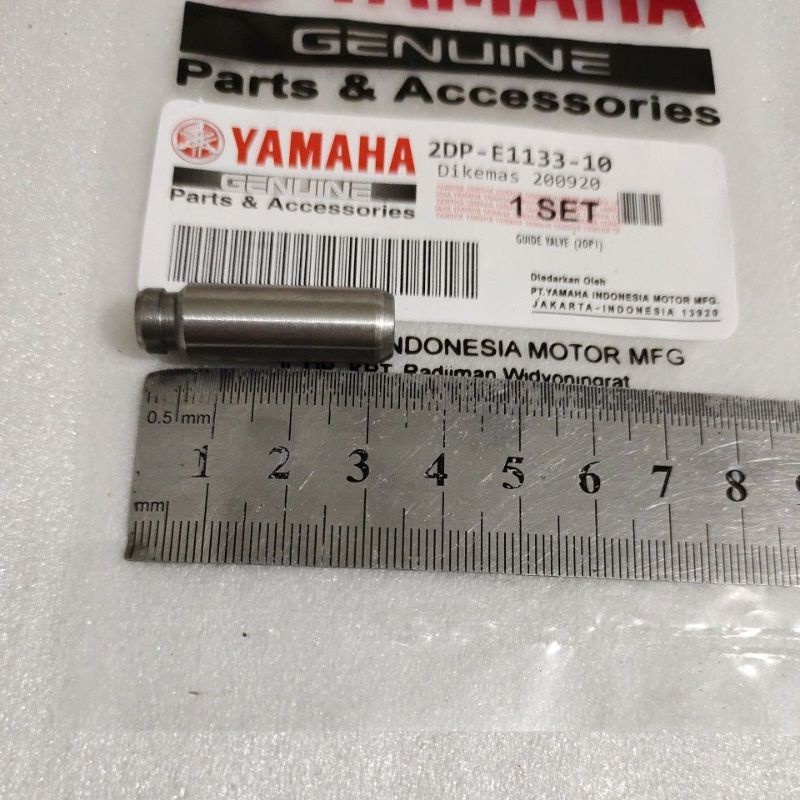 YAMAHA
GENUINE
Parts & Accessories
YAMAHA
GENUINE
Parts & Accessories
2DP-E1133-10
Dikemas 200920
1 SET
GUIDE VALVE (2DP1)
Diedarkan Oleh
PT.YAMAHA INDONESIA MOTOR MFG.
JAKARTA-INDONESIA 13920
INDONESIA MOTOR MFG
KRT. Radjiman Widyoningrat
0.5 mm
1 2 3 4 5 6 7 8
mm